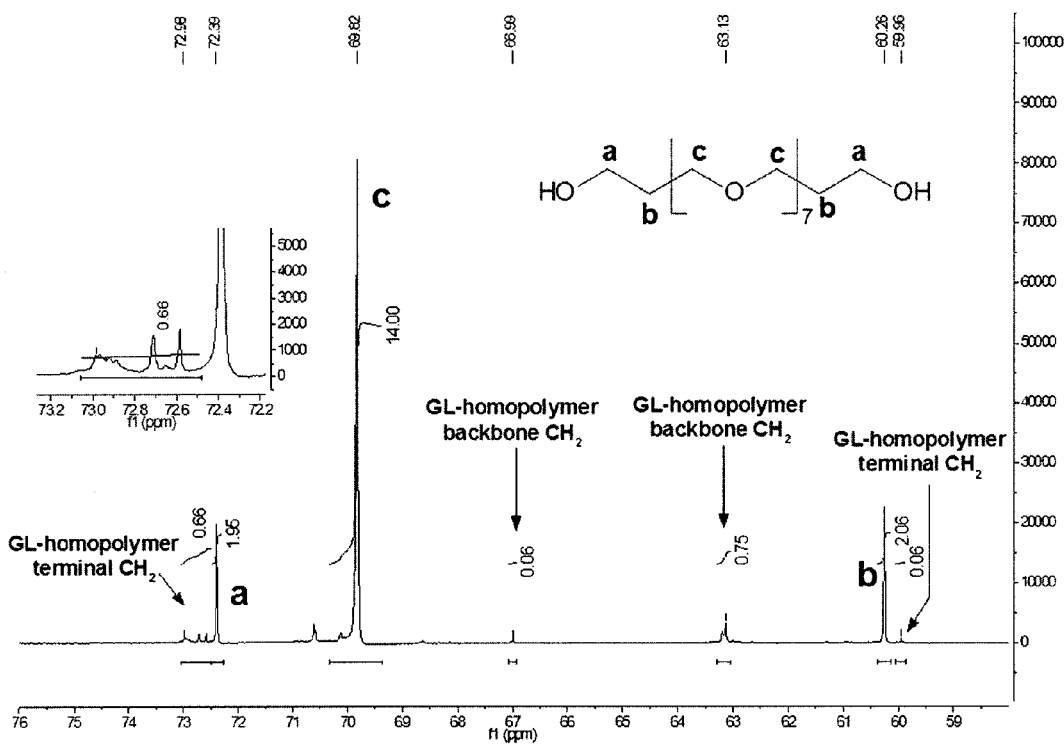 72.98
72.39
69.82
66.99
63.13
60.26
59.96
100000
90000
80000
70000
60000
50000
40000
30000
20000
10000
0
a c c a
HO O OH
b 7 b
c
5000
4000
3000
2000
1000
0
0.66
73.2 73.0 72.8 72.6 72.4 72.2
f1 (ppm)
14.00
GL-homopolymer
backbone CH2
GL-homopolymer
backbone CH2
GL-homopolymer
terminal CH2
GL-homopolymer
terminal CH2
0.66
1.95
0.06
0.75
2.06
0.06
a
b
76 75 74 73 72 71 70 69 68 67 66 65 64 63 62 61 60 59
f1 (ppm)